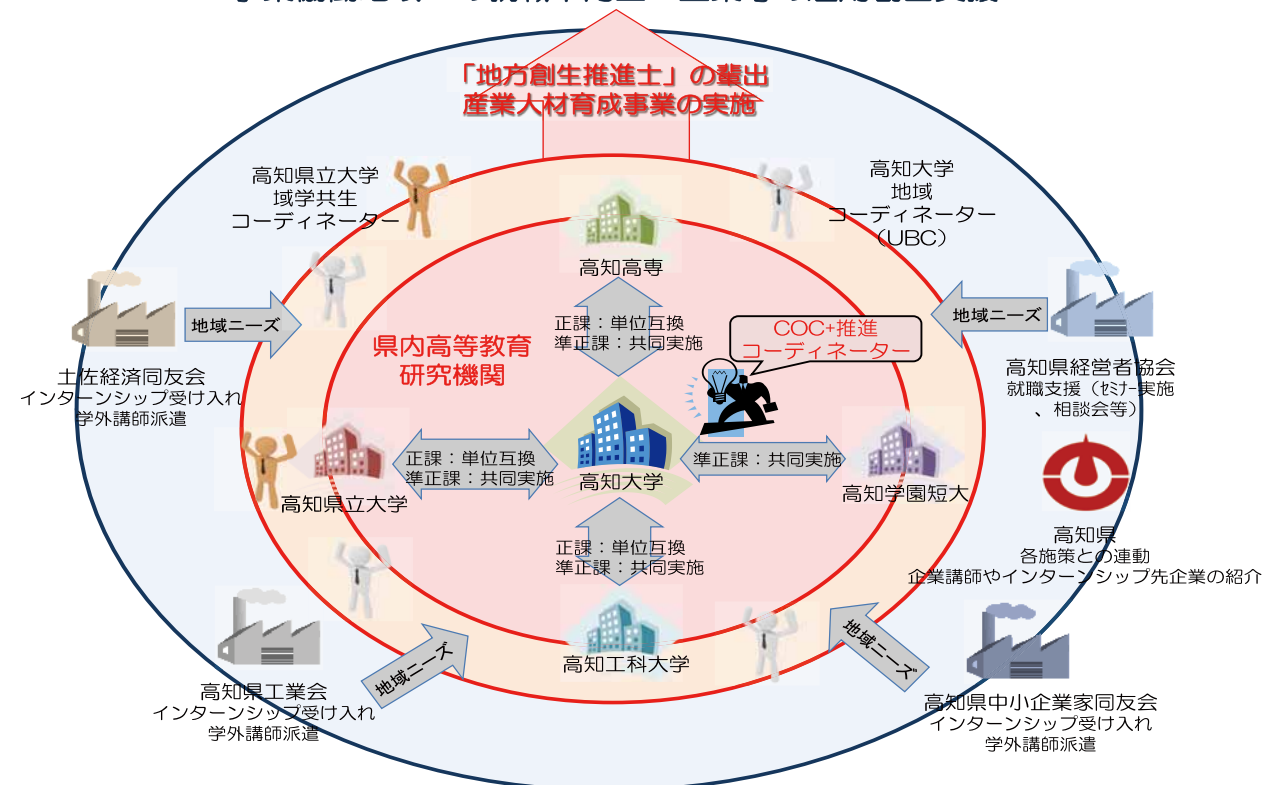 「地方創生推進士」の輩出
産業人材育成事業の実施
高知県立大学
域学共生
コーディネーター
高知大学
地域
コーディネーター
（UBC）
高知高専
地域ニーズ
地域ニーズ
正課：単位互換
準正課：共同実施
COC+推進
コーディネーター
県内高等教育
研究機関
土佐経済同友会
インターンシップ受け入れ
学外講師派遣
高知県経営者協会
就職支援（ｾﾐﾅｰ実施
、相談会等）
正課：単位互換
準正課：共同実施
高知大学
準正課：共同実施
高知県立大学
高知学園短大
高知県
各施策との連動
企業講師やインターンシップ先企業の紹介
正課：単位互換
準正課：共同実施
高知工科大学
地域ニーズ
地域ニーズ
高知県工業会
インターンシップ受け入れ
学外講師派遣
高知県中小企業家同友会
インターンシップ受け入れ
学外講師派遣